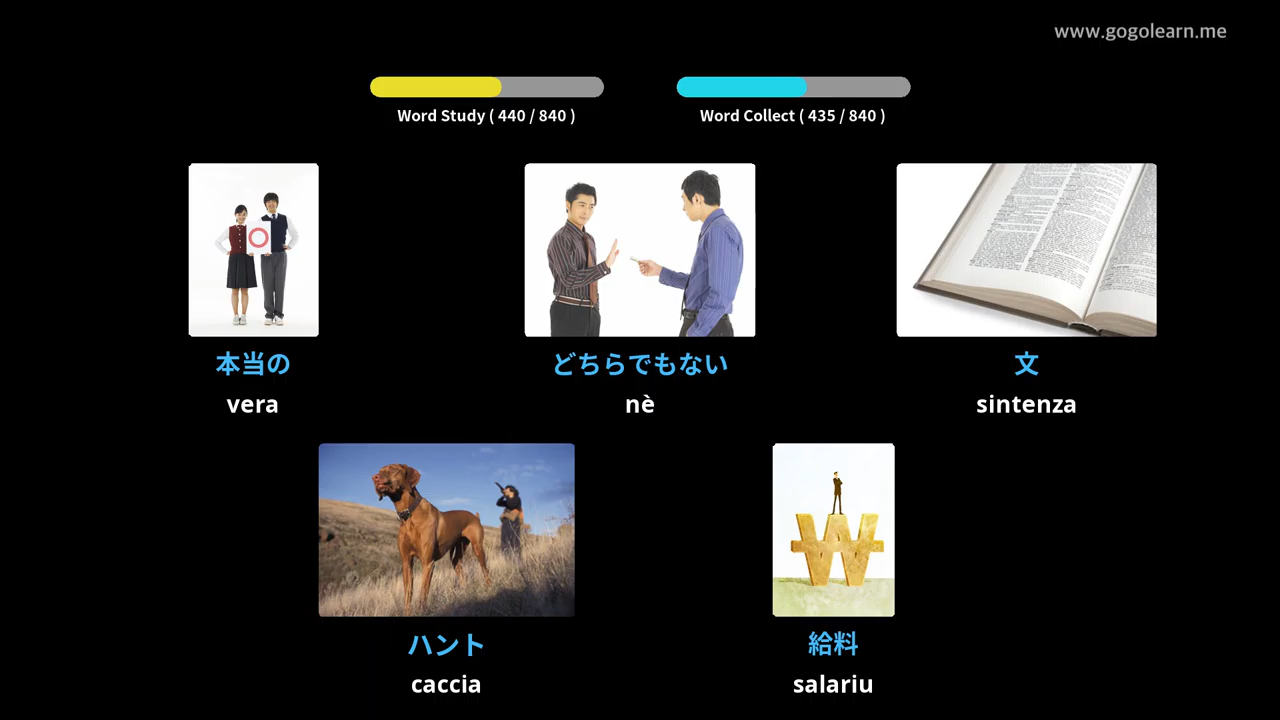 www.gogolearn.me
Word Study ( 440 / 840 )
Word Collect ( 435 / 840 )
本当の
vera
どちらでもない
nè
文
sintenza
ハント
caccia
給料
salariu